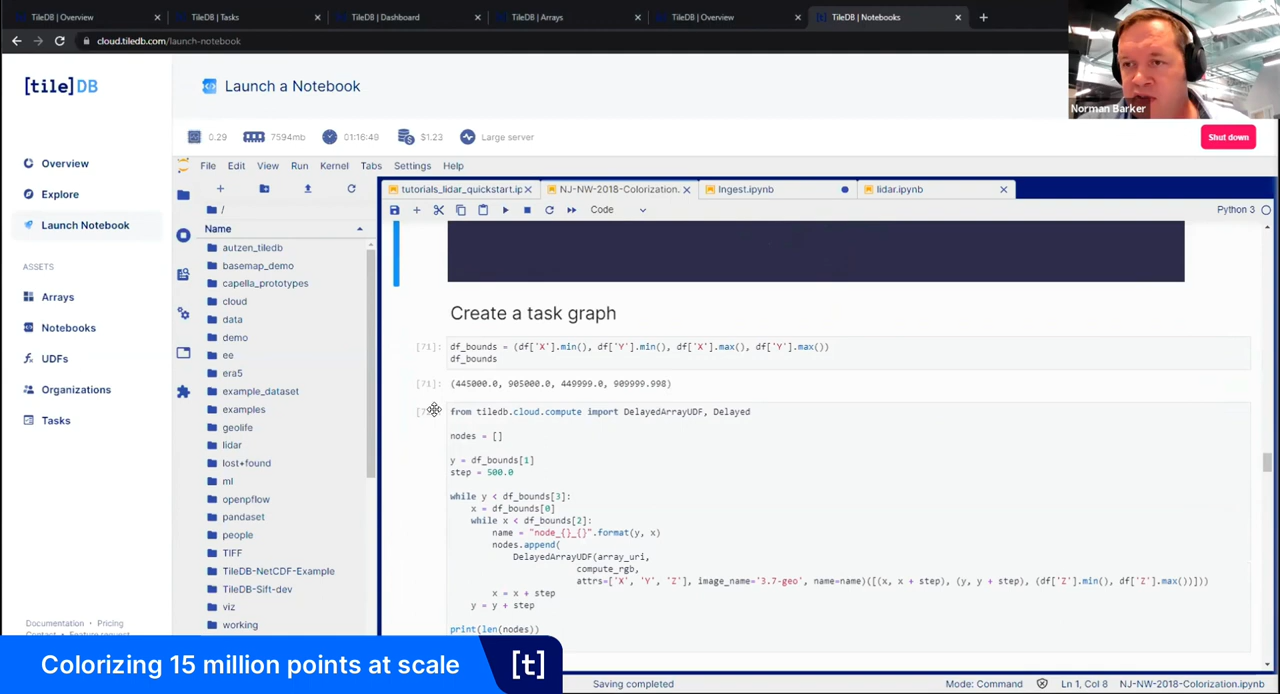 TileDB | Overview
TileDB | Tasks
TileDB | Dashboard
TileDB | Arrays
TileDB | Overview
TileDB | Notebooks
cloud.tiledb.com/launch-notebook
[tile]DB
Launch a Notebook
Norman Barker
0.29
7594mb
01:16:49
$1.23
Large server
Shut down
Overview
Explore
Launch Notebook
ASSETS
Arrays
Notebooks
UDFs
Organizations
Tasks
Documentation · Pricing
File Edit View Run Kernel Tabs Settings Help
/
Name
autzen_tiledb
basemap_demo
capella_prototypes
cloud
data
demo
ee
era5
example_dataset
examples
geolife
lidar
lost+found
ml
openpflow
pandaset
people
TIFF
TileDB-NetCDF-Example
TileDB-Sift-dev
viz
working
tutorials_lidar_quickstart.ip
NJ-NW-2018-Colorization.
Ingest.ipynb
lidar.ipynb
Code
Python 3
Create a task graph
[71]:
df_bounds = (df['X'].min(), df['Y'].min(), df['X'].max(), df['Y'].max())
df_bounds
[71]:
(445000.0, 905000.0, 449999.0, 909999.998)
from tiledb.cloud.compute import DelayedArrayUDF, Delayed
nodes = []
y = df_bounds[1]
step = 500.0
while y < df_bounds[3]:
x = df_bounds[0]
while x < df_bounds[2]:
name = "node_{}_{}".format(y, x)
nodes.append(
DelayedArrayUDF(array_uri,
compute_rgb,
attrs=['X', 'Y', 'Z'], image_name='3.7-geo', name=name)([(x, x + step), (y, y + step), (df['Z'].min(), df['Z'].max())]))
x = x + step
y = y + step
print(len(nodes))
Colorizing 15 million points at scale
[t]
Saving completed
Mode: Command
Ln 1, Col 8
NJ-NW-2018-Colorization.ipynb